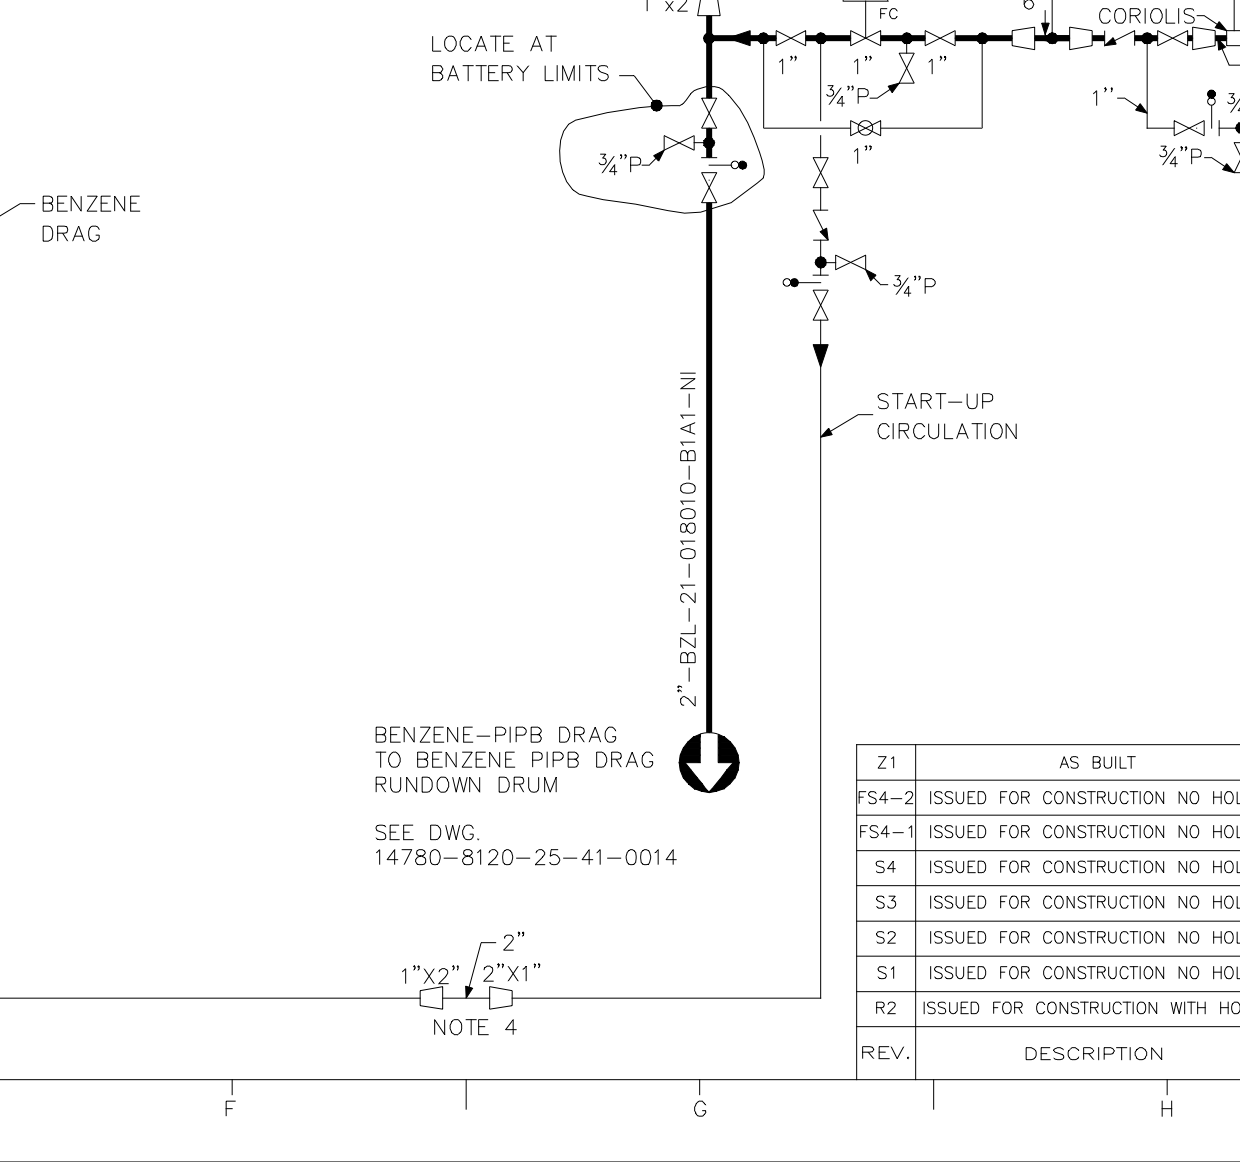 1"x2"
FC
CORIOLIS
LOCATE AT
BATTERY LIMITS
1"
1"
1"
¾"P
1"
1"
¾"P
¾"P
BENZENE
DRAG
¾"P
START-UP
CIRCULATION
2"-BZL-21-018010-B1A1-NI
BENZENE-PIPB DRAG
TO BENZENE PIPB DRAG
RUNDOWN DRUM
SEE DWG.
14780-8120-25-41-0014
2"
1"X2" 2"X1"
NOTE 4
Z1 AS BUILT
FS4-2 ISSUED FOR CONSTRUCTION NO HOL
FS4-1 ISSUED FOR CONSTRUCTION NO HOL
S4 ISSUED FOR CONSTRUCTION NO HOL
S3 ISSUED FOR CONSTRUCTION NO HOL
S2 ISSUED FOR CONSTRUCTION NO HOL
S1 ISSUED FOR CONSTRUCTION NO HOL
R2 ISSUED FOR CONSTRUCTION WITH HO
REV. DESCRIPTION
F G H